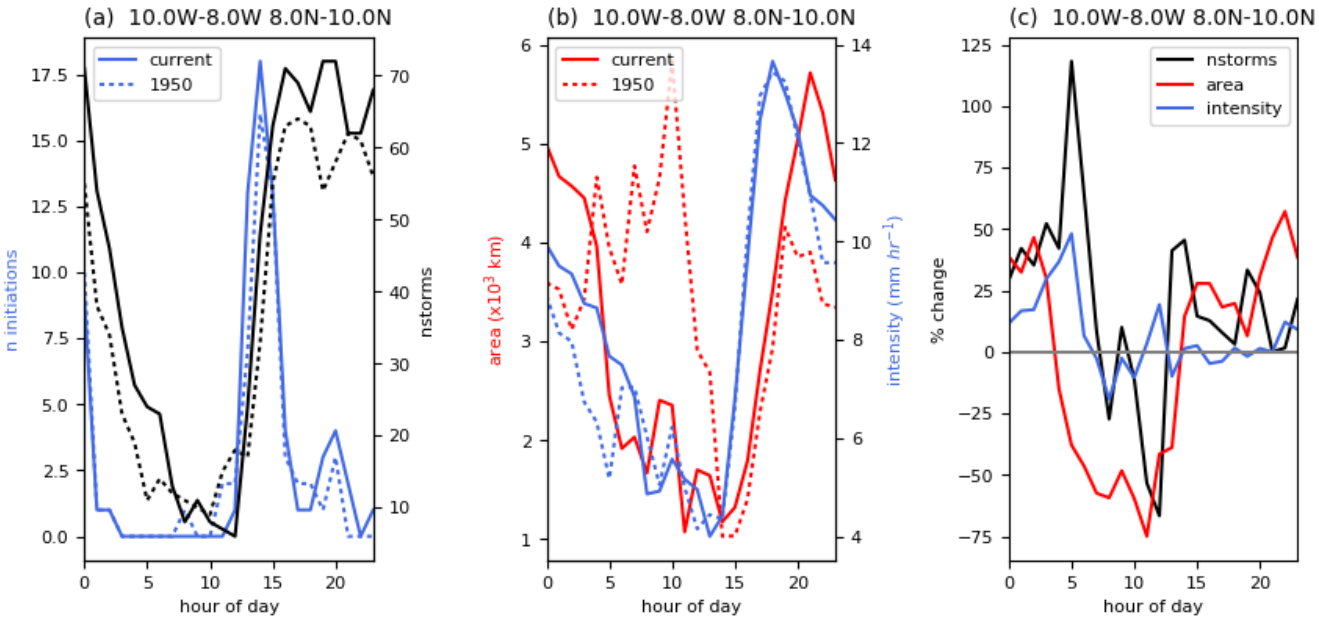 (a) 10.0W-8.0W 8.0N-10.0N
current
1950
17.5
15.0
12.5
10.0
7.5
5.0
2.5
0.0
n initiations
70
60
50
40
30
20
10
nstorms
0 5 10 15 20
hour of day
(b) 10.0W-8.0W 8.0N-10.0N
current
1950
6
5
4
3
2
1
area (x10³ km)
14
12
10
8
6
4
intensity (mm hr⁻¹)
0 5 10 15 20
hour of day
(c) 10.0W-8.0W 8.0N-10.0N
nstorms
area
intensity
125
100
75
50
25
0
−25
−50
−75
% change
0 5 10 15 20
hour of day